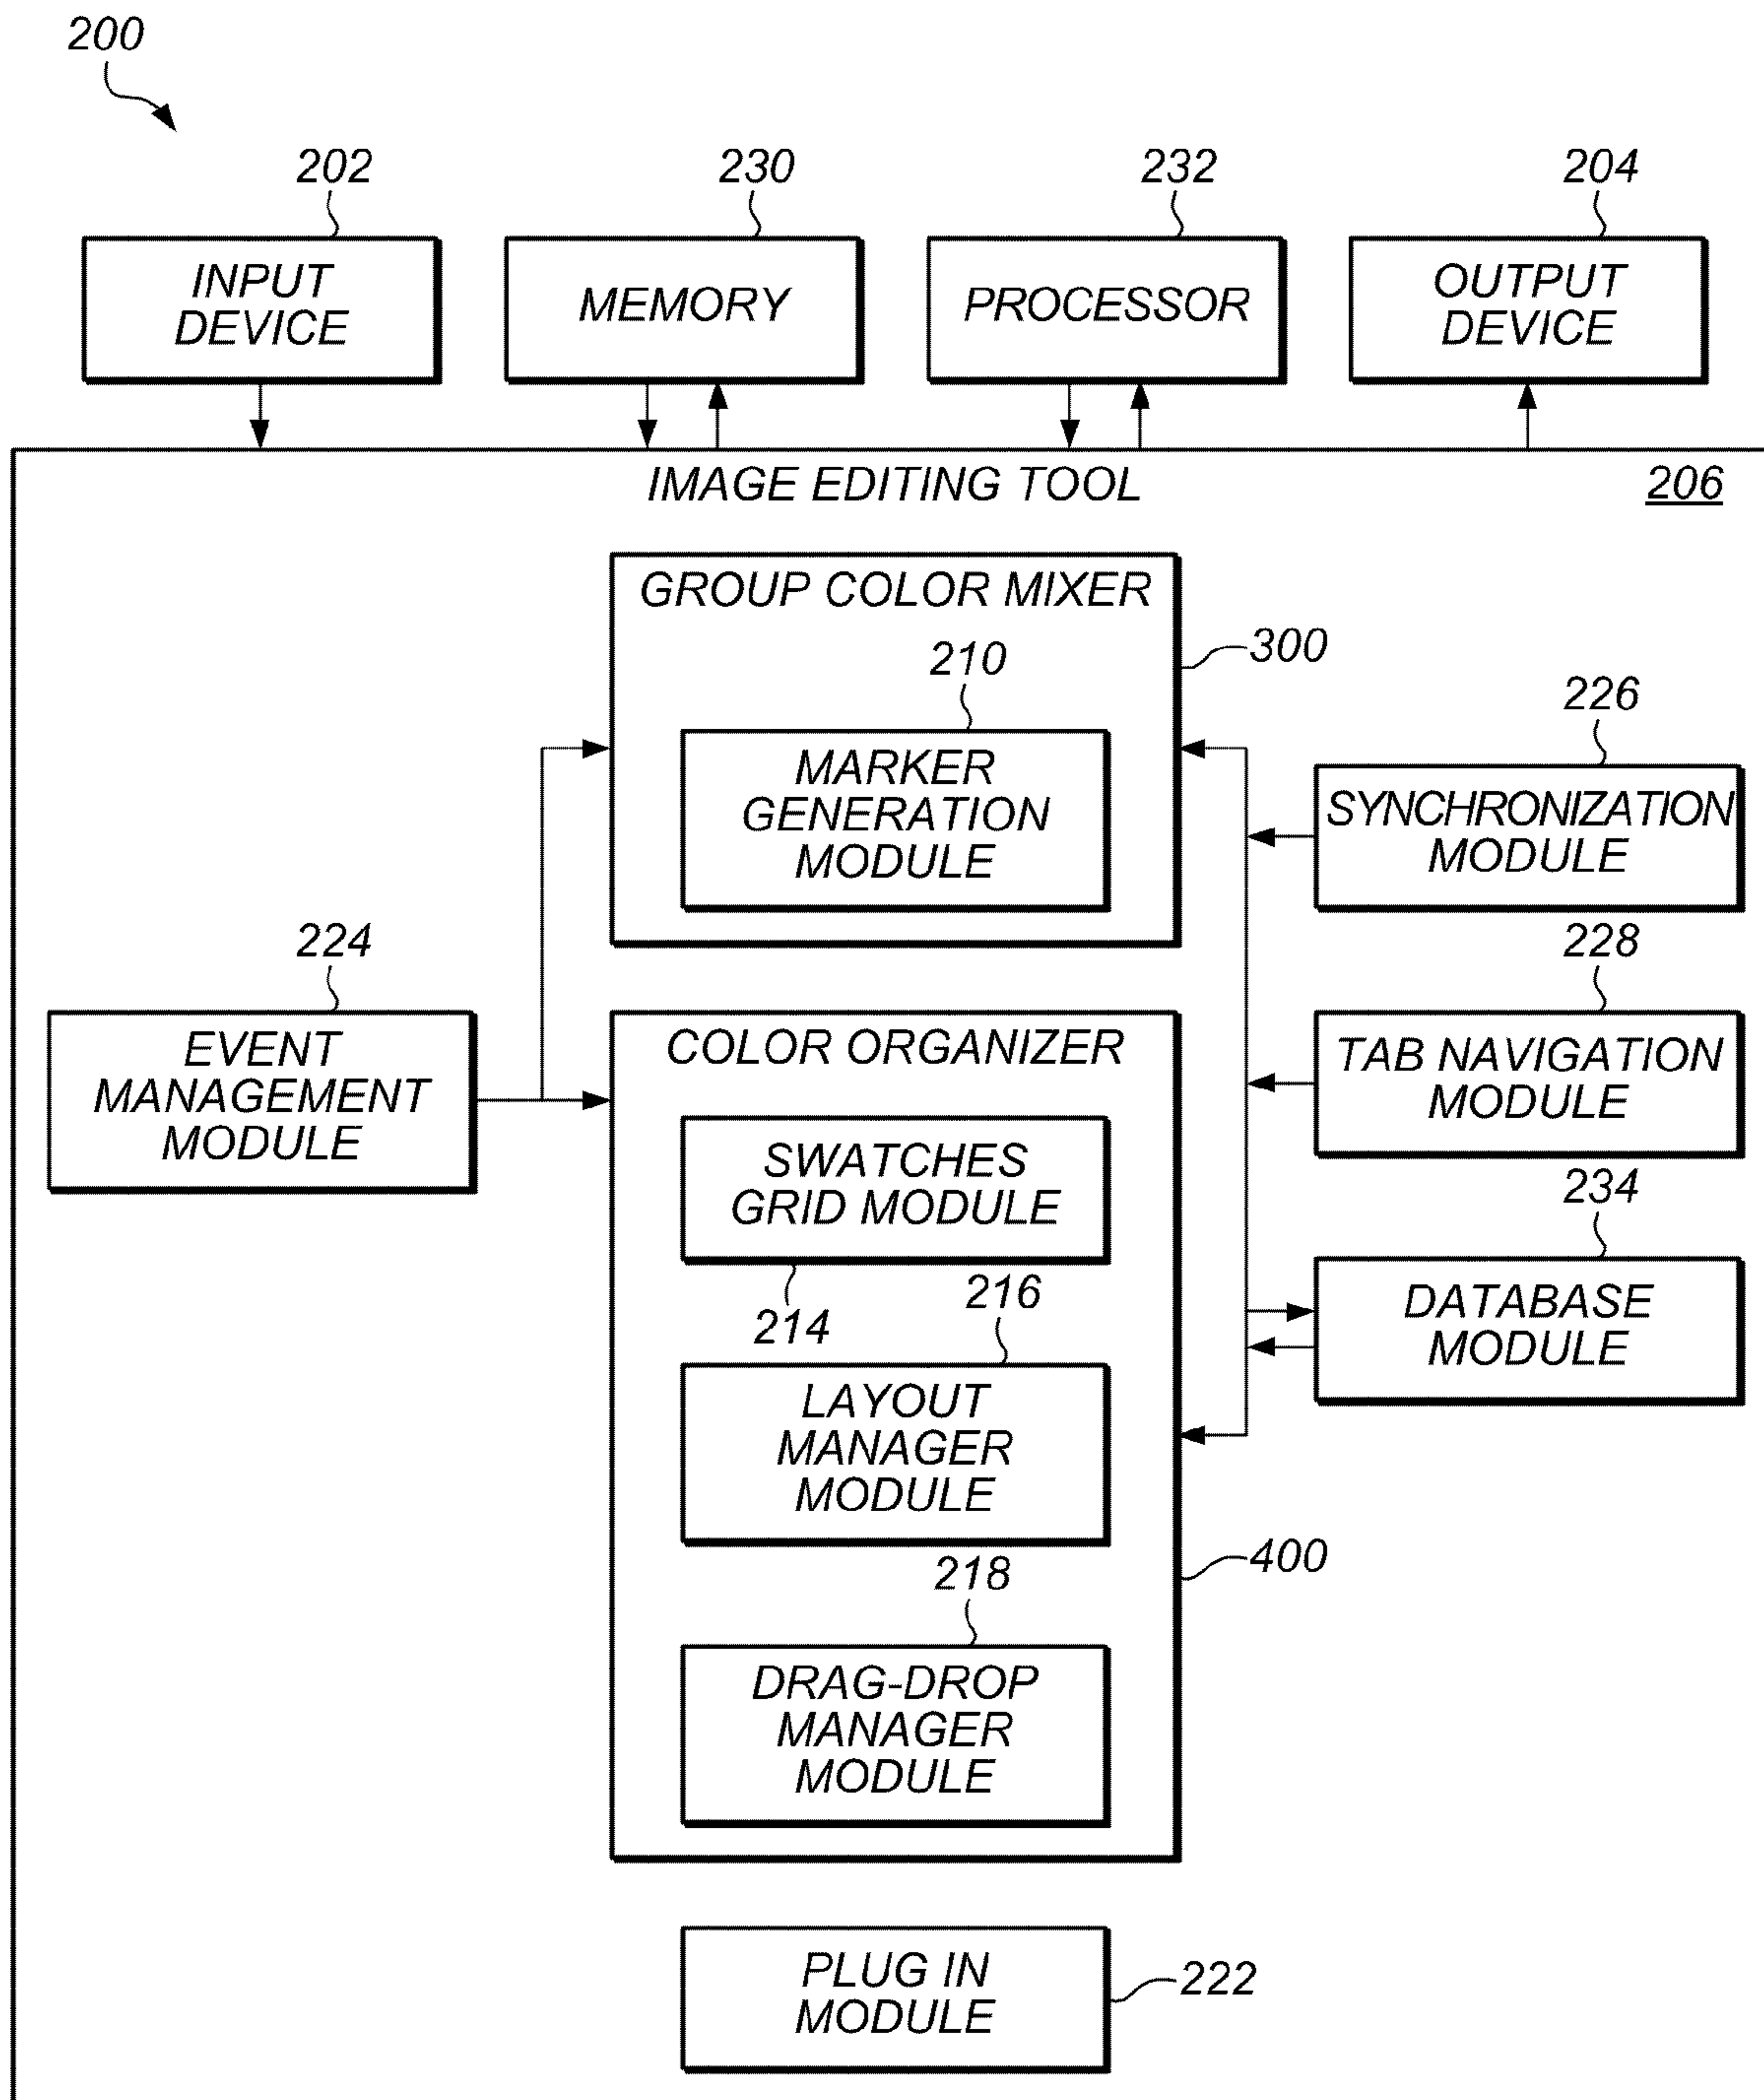 200
202
230
232
204
INPUT
DEVICE
MEMORY
PROCESSOR
OUTPUT
DEVICE
IMAGE EDITING TOOL
206
GROUP COLOR MIXER
300
210
MARKER
GENERATION
MODULE
226
SYNCHRONIZATION
MODULE
224
EVENT
MANAGEMENT
MODULE
228
TAB NAVIGATION
MODULE
COLOR ORGANIZER
SWATCHES
GRID MODULE
214
234
DATABASE
MODULE
216
LAYOUT
MANAGER
MODULE
400
218
DRAG-DROP
MANAGER
MODULE
PLUG IN
MODULE
222